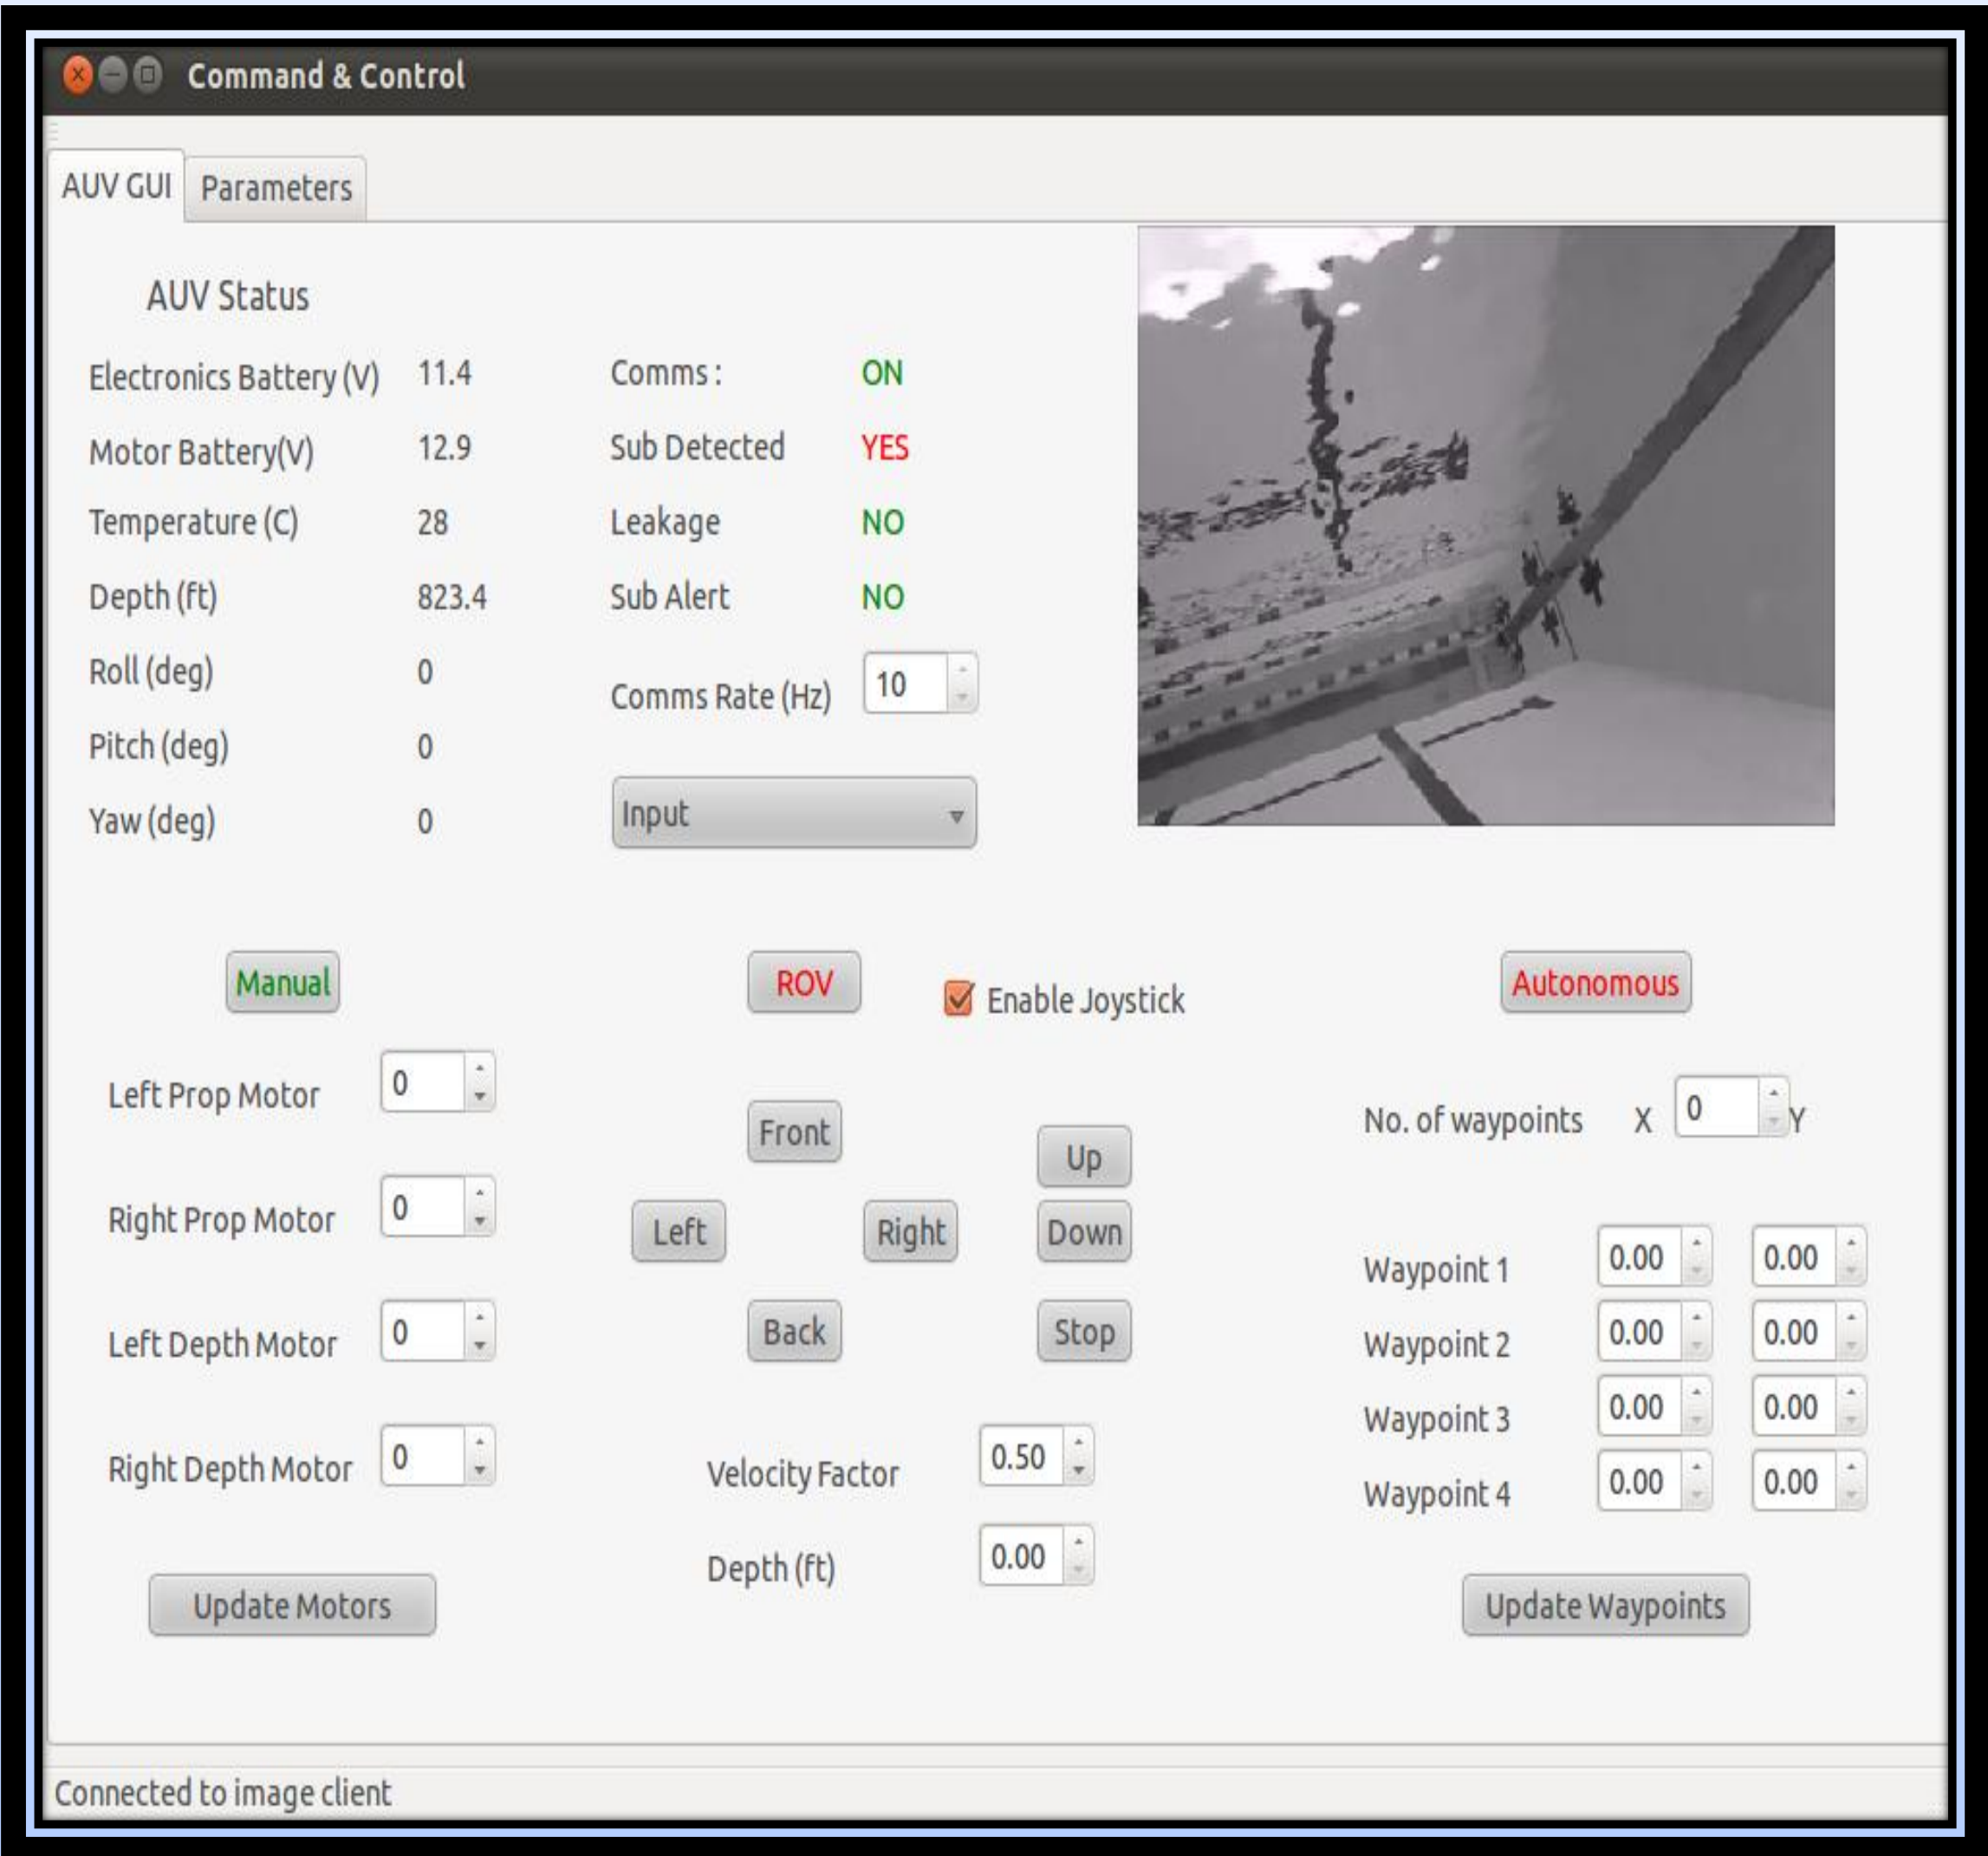 Command & Control
AUV GUI
Parameters
AUV Status
Electronics Battery (V) 11.4
Motor Battery(V) 12.9
Temperature (C) 28
Depth (ft) 823.4
Roll (deg) 0
Pitch (deg) 0
Yaw (deg) 0
Comms : ON
Sub Detected YES
Leakage NO
Sub Alert NO
Comms Rate (Hz) 10
Input
Manual
Left Prop Motor 0
Right Prop Motor 0
Left Depth Motor 0
Right Depth Motor 0
Update Motors
ROV
Enable Joystick
Front
Up
Left
Right
Down
Back
Stop
Velocity Factor 0.50
Depth (ft) 0.00
Autonomous
No. of waypoints X 0 Y
Waypoint 1 0.00 0.00
Waypoint 2 0.00 0.00
Waypoint 3 0.00 0.00
Waypoint 4 0.00 0.00
Update Waypoints
Connected to image client